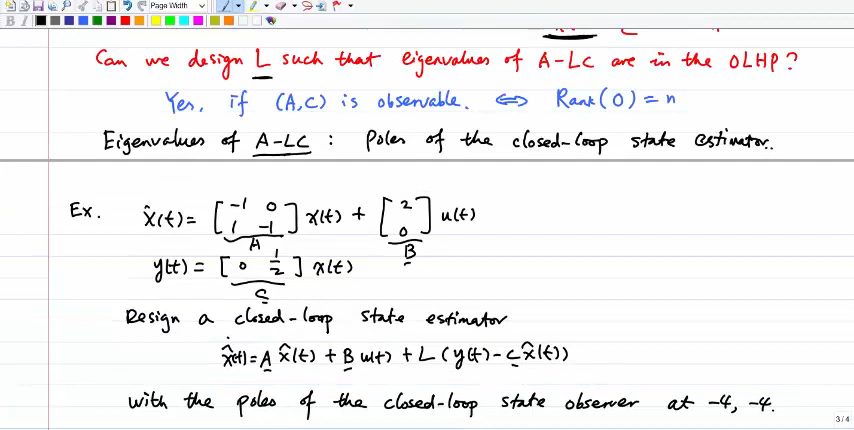 Page Width
B I
Can we design L such that eigenvalues of A-LC are in the OLHP?
Yes, if (A,C) is observable. ⟺ Rank(O) = n
Eigenvalues of A-LC : Poles of the closed-loop state estimator.
Ex. ẋ(t) = [-1 0; 1 -1] x(t) + [2; 0] u(t)
A B
y(t) = [0 1/2] x(t)
C
Design a closed-loop state estimator
x̂̇(t) = A x̂(t) + B u(t) + L (y(t) - C x̂(t))
with the poles of the closed-loop state observer at -4, -4.
3 / 4